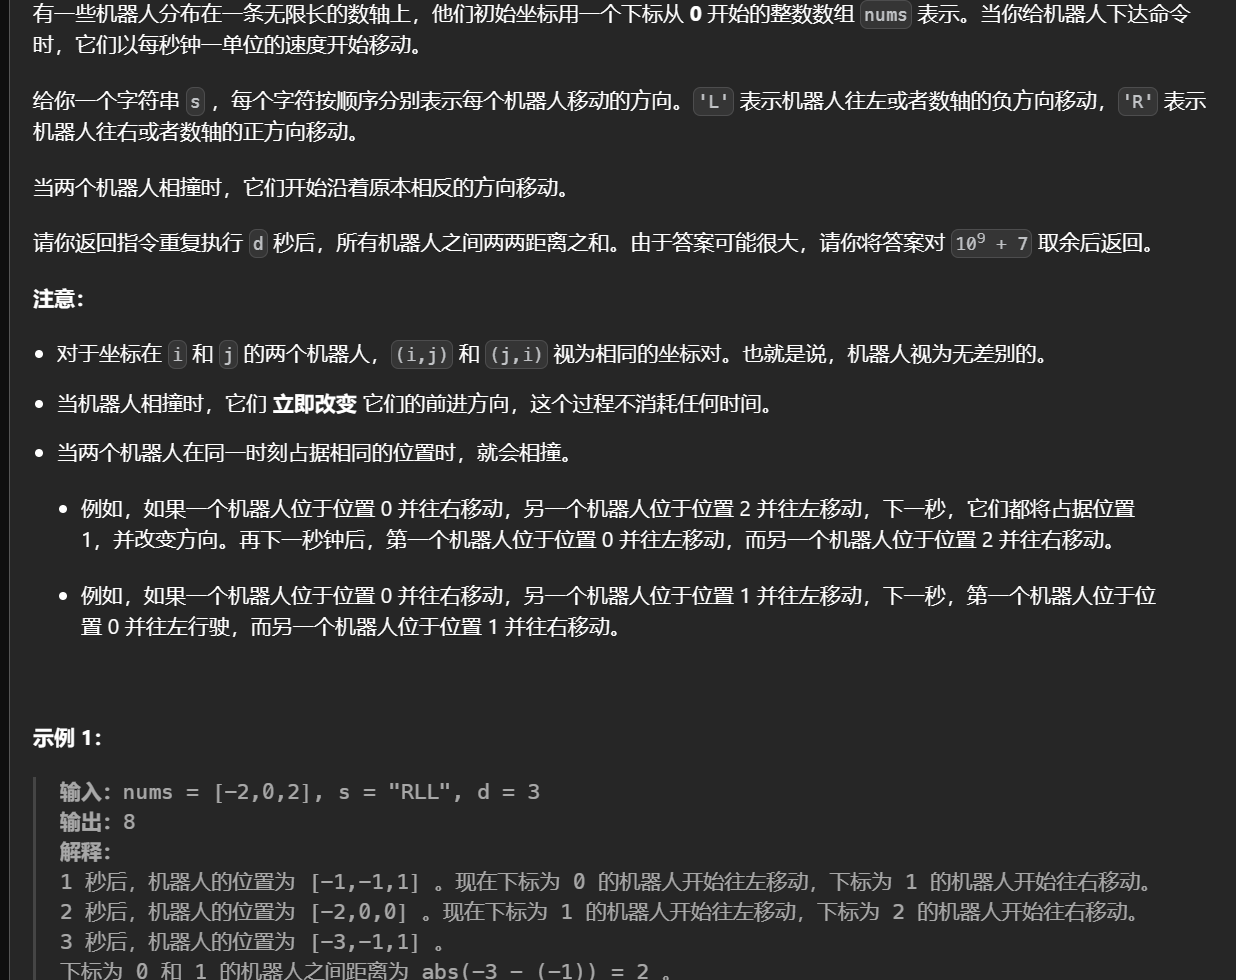 有一些机器人分布在一条无限长的数轴上，他们初始坐标用一个下标从 0 开始的整数数组 nums 表示。当你给机器人下达命令
时，它们以每秒钟一单位的速度开始移动。
给你一个字符串 s ，每个字符按顺序分别表示每个机器人移动的方向。'L' 表示机器人往左或者数轴的负方向移动，'R' 表示
机器人往右或者数轴的正方向移动。
当两个机器人相撞时，它们开始沿着原本相反的方向移动。
请你返回指令重复执行 d 秒后，所有机器人之间两两距离之和。由于答案可能很大，请你将答案对 10⁹ + 7 取余后返回。
注意：
• 对于坐标在 i 和 j 的两个机器人，(i,j) 和 (j,i) 视为相同的坐标对。也就是说，机器人视为无差别的。
• 当机器人相撞时，它们 立即改变 它们的前进方向，这个过程不消耗任何时间。
• 当两个机器人在同一时刻占据相同的位置时，就会相撞。
• 例如，如果一个机器人位于位置 0 并往右移动，另一个机器人位于位置 2 并往左移动，下一秒，它们都将占据位置
1，并改变方向。再下一秒钟后，第一个机器人位于位置 0 并往左移动，而另一个机器人位于位置 2 并往右移动。
• 例如，如果一个机器人位于位置 0 并往右移动，另一个机器人位于位置 1 并往左移动，下一秒，第一个机器人位于位
置 0 并往左行驶，而另一个机器人位于位置 1 并往右移动。
示例 1：
输入：nums = [-2,0,2], s = "RLL", d = 3
输出：8
解释：
1 秒后，机器人的位置为 [-1,-1,1] 。现在下标为 0 的机器人开始往左移动，下标为 1 的机器人开始往右移动。
2 秒后，机器人的位置为 [-2,0,0] 。现在下标为 1 的机器人开始往左移动，下标为 2 的机器人开始往右移动。
3 秒后，机器人的位置为 [-3,-1,1] 。
下标为 0 和 1 的机器人之间距离为 abs(-3 - (-1)) = 2 。